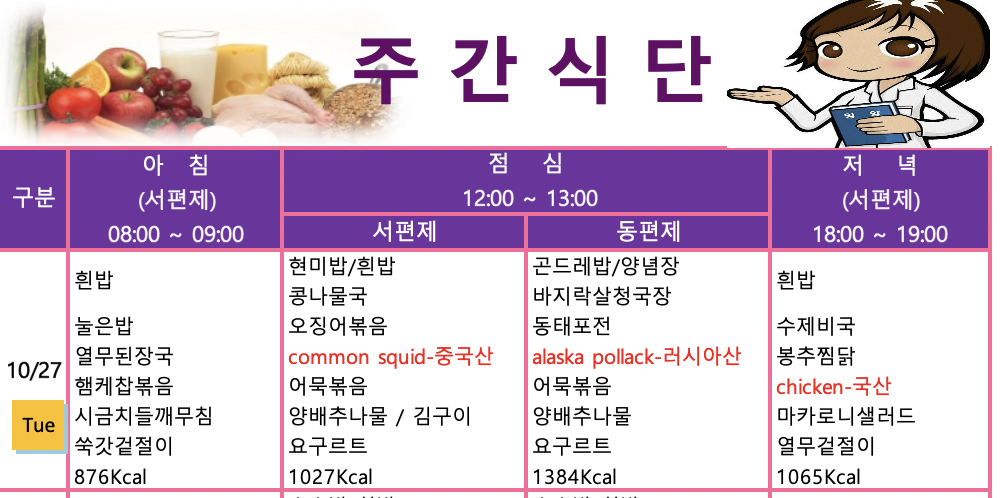 주 간 식 단
구분
아 침
(서편제)
08:00 ~ 09:00
점 심
12:00 ~ 13:00
서편제
동편제
저 녁
(서편제)
18:00 ~ 19:00
10/27
Tue
흰밥
눌은밥
열무된장국
햄케찹볶음
시금치들깨무침
쑥갓겉절이
876Kcal
현미밥/흰밥
콩나물국
오징어볶음
common squid-중국산
어묵볶음
양배추나물 / 김구이
요구르트
1027Kcal
곤드레밥/양념장
바지락살청국장
동태포전
alaska pollack-러시아산
어묵볶음
양배추나물
요구르트
1384Kcal
흰밥
수제비국
봉추찜닭
chicken-국산
마카로니샐러드
열무겉절이
1065Kcal